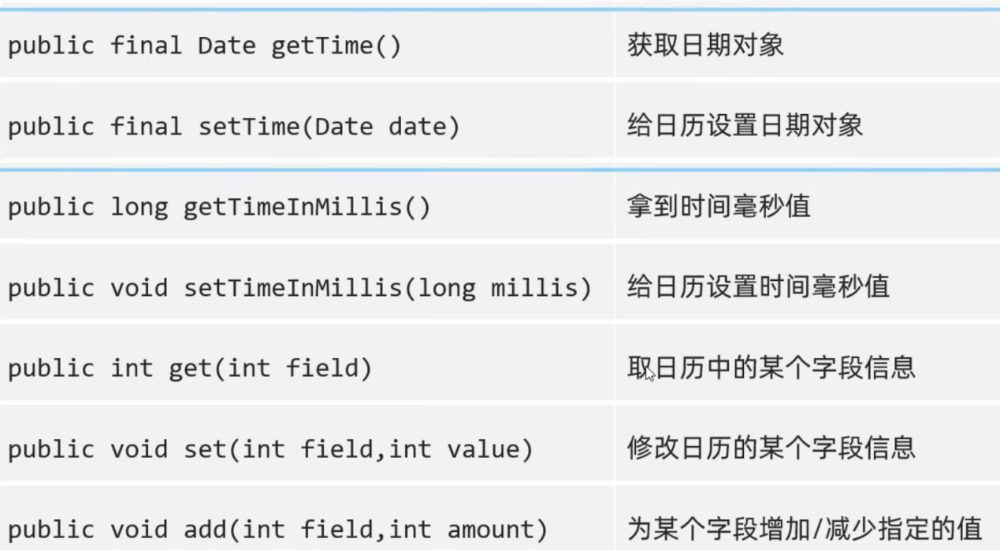 public final Date getTime() 获取日期对象
public final setTime(Date date) 给日历设置日期对象
public long getTimeInMillis() 拿到时间毫秒值
public void setTimeInMillis(long millis) 给日历设置时间毫秒值
public int get(int field) 取日历中的某个字段信息
public void set(int field,int value) 修改日历的某个字段信息
public void add(int field,int amount) 为某个字段增加/减少指定的值